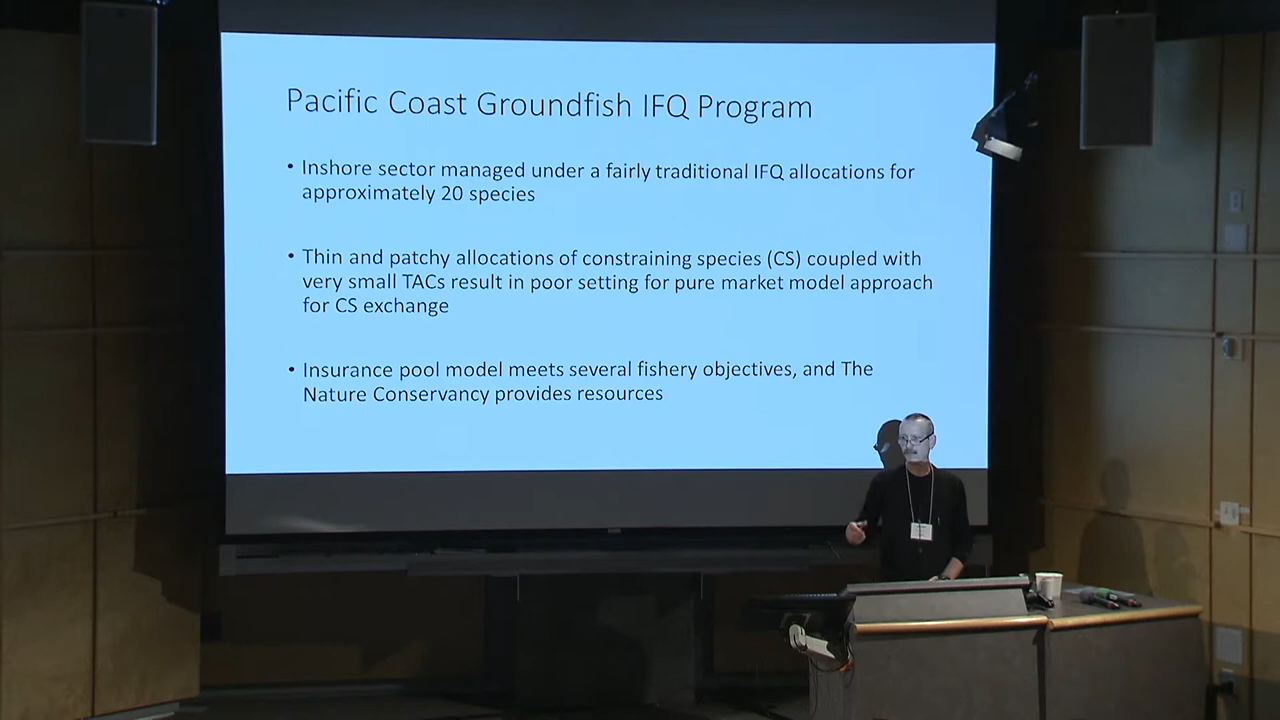 Pacific Coast Groundfish IFQ Program
• Inshore sector managed under a fairly traditional IFQ allocations for
approximately 20 species
• Thin and patchy allocations of constraining species (CS) coupled with
very small TACs result in poor setting for pure market model approach
for CS exchange
• Insurance pool model meets several fishery objectives, and The
Nature Conservancy provides resources